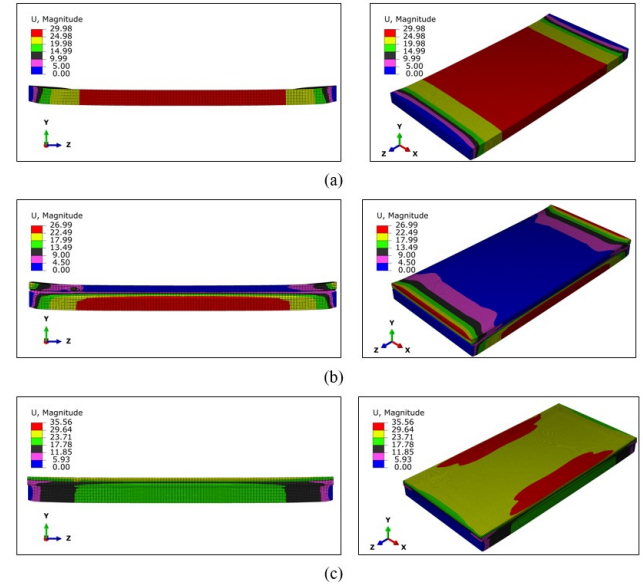 U, Magnitude
29.98
24.98
19.98
14.99
9.99
5.00
0.00
Y
Z
U, Magnitude
29.98
24.98
19.98
14.99
9.99
5.00
0.00
Y
Z
X
(a)
U, Magnitude
26.99
22.49
17.99
13.49
9.00
4.50
0.00
Y
Z
U, Magnitude
26.99
22.49
17.99
13.49
9.00
4.50
0.00
Y
Z
X
(b)
U, Magnitude
35.56
29.64
23.71
17.78
11.85
5.93
0.00
Y
Z
U, Magnitude
35.56
29.64
23.71
17.78
11.85
5.93
0.00
Y
Z
X
(c)